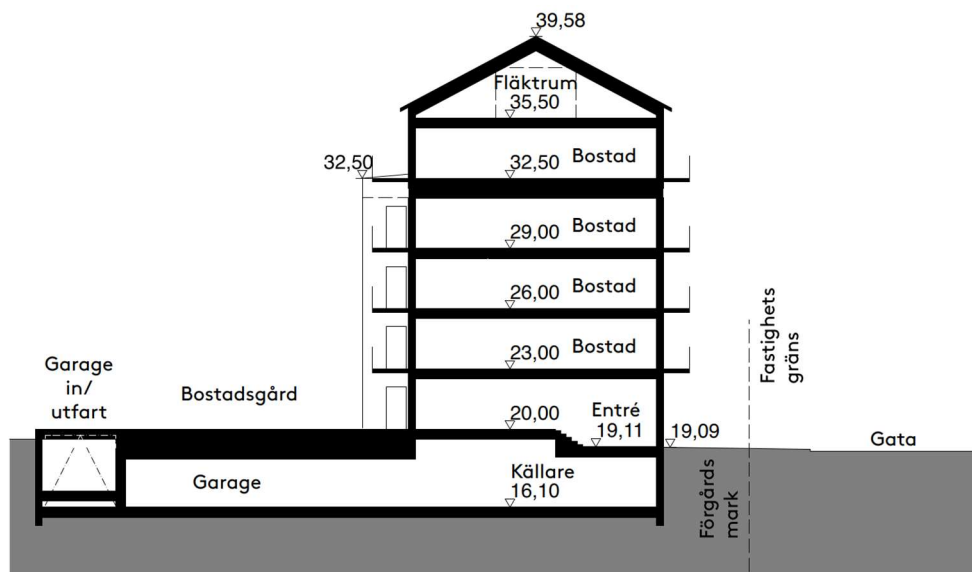 39,58
Fläktrum
35,50
32,50
32,50
Bostad
29,00
Bostad
26,00
Bostad
23,00
Bostad
Fastighets
gräns
Garage
in/
utfart
Bostadsgård
20,00
Entré
19,11
19,09
Gata
Garage
Källare
16,10
Förgårds
mark